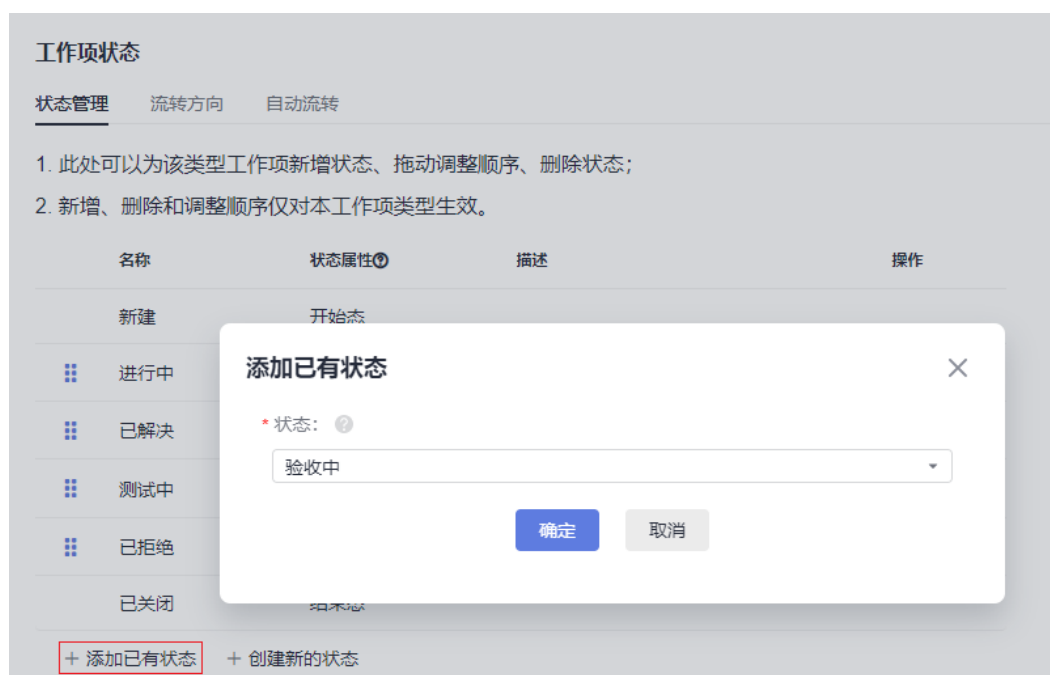 工作项状态
状态管理 流转方向 自动流转
1. 此处可以为该类型工作项新增状态、拖动调整顺序、删除状态；
2. 新增、删除和调整顺序仅对本工作项类型生效。
名称 状态属性 描述 操作
新建 开始态
进行中
已解决
测试中
已拒绝
已关闭 结束态
添加已有状态
* 状态：
验收中
确定 取消
+ 添加已有状态 + 创建新的状态